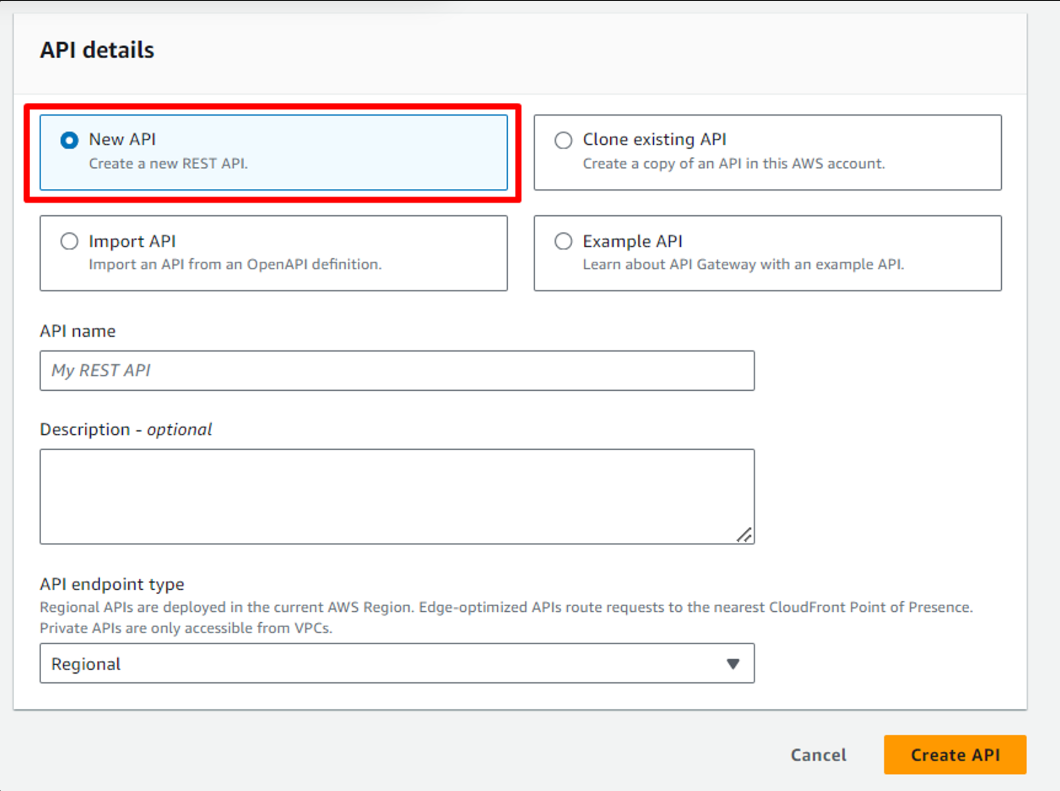 API details
New API
Create a new REST API.
Clone existing API
Create a copy of an API in this AWS account.
Import API
Import an API from an OpenAPI definition.
Example API
Learn about API Gateway with an example API.
API name
My REST API
Description - optional
API endpoint type
Regional APIs are deployed in the current AWS Region. Edge-optimized APIs route requests to the nearest CloudFront Point of Presence.
Private APIs are only accessible from VPCs.
Regional
Cancel
Create API